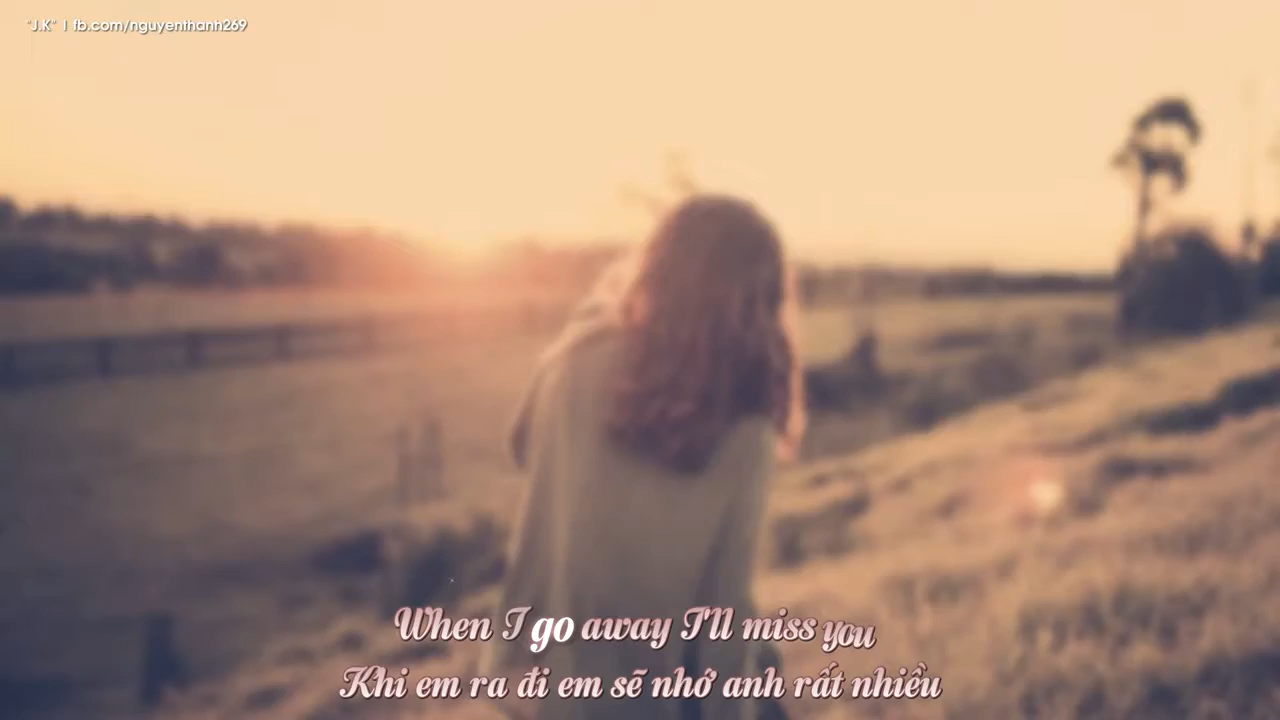 "J.K" | fb.com/nguyenthanh269
When I go away I'll miss you
Khi em ra đi em sẽ nhớ anh rất nhiều